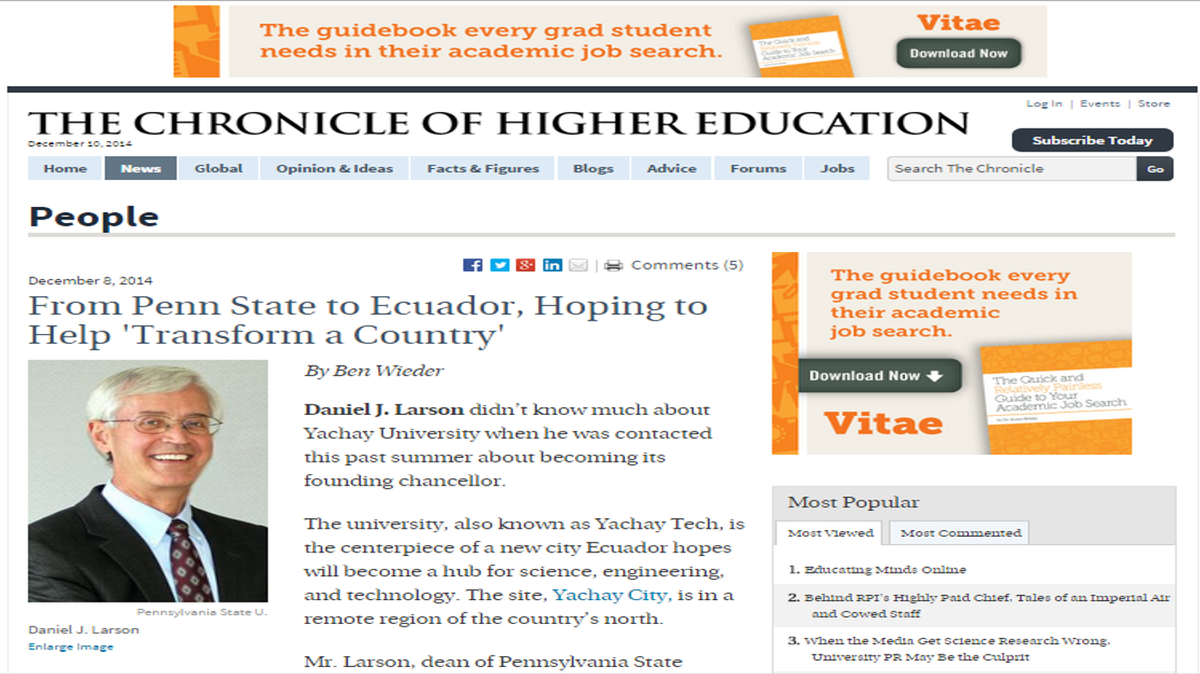 The guidebook every grad student
needs in their academic job search.
The Quick and
Relatively Painless
Guide to Your
Academic Job Search
Vitae
Download Now
Log In | Events | Store
THE CHRONICLE OF HIGHER EDUCATION
December 10, 2014
Subscribe Today
Home News Global Opinion & Ideas Facts & Figures Blogs Advice Forums Jobs
Search The Chronicle Go
People
Comments (5)
December 8, 2014
From Penn State to Ecuador, Hoping to
Help 'Transform a Country'
Pennsylvania State U.
Daniel J. Larson
Enlarge Image
By Ben Wieder
Daniel J. Larson didn't know much about
Yachay University when he was contacted
this past summer about becoming its
founding chancellor.
The university, also known as Yachay Tech, is
the centerpiece of a new city Ecuador hopes
will become a hub for science, engineering,
and technology. The site, Yachay City, is in a
remote region of the country's north.
Mr. Larson, dean of Pennsylvania State
The guidebook every
grad student needs in
their academic
job search.
Download Now
Vitae
The Quick and
Relatively Painless
Guide to Your
Academic Job Search
Most Popular
Most Viewed Most Commented
1. Educating Minds Online
2. Behind RPI's Highly Paid Chief, Tales of an Imperial Air
and Cowed Staff
3. When the Media Get Science Research Wrong,
University PR May Be the Culprit